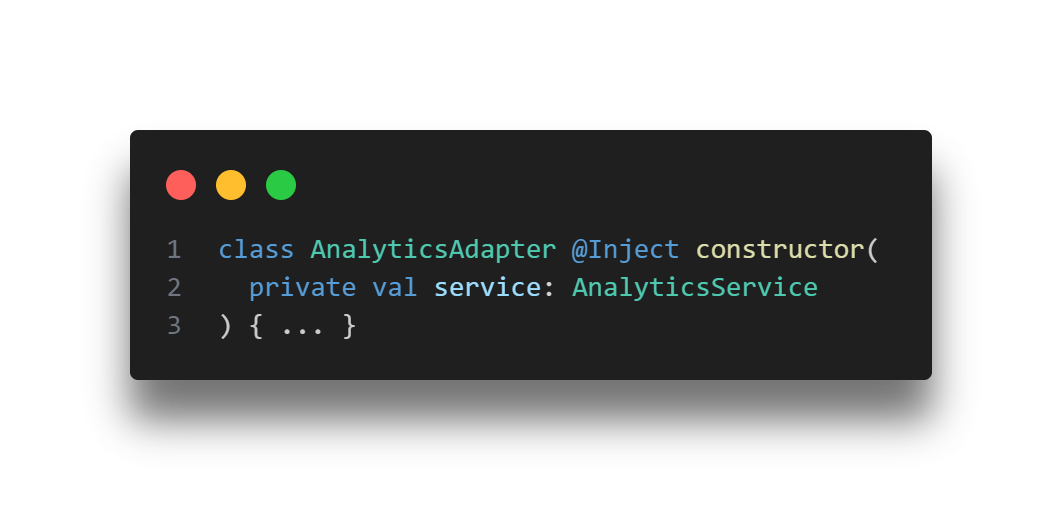 1 class AnalyticsAdapter @Inject constructor(
2   private val service: AnalyticsService
3 ) { ... }